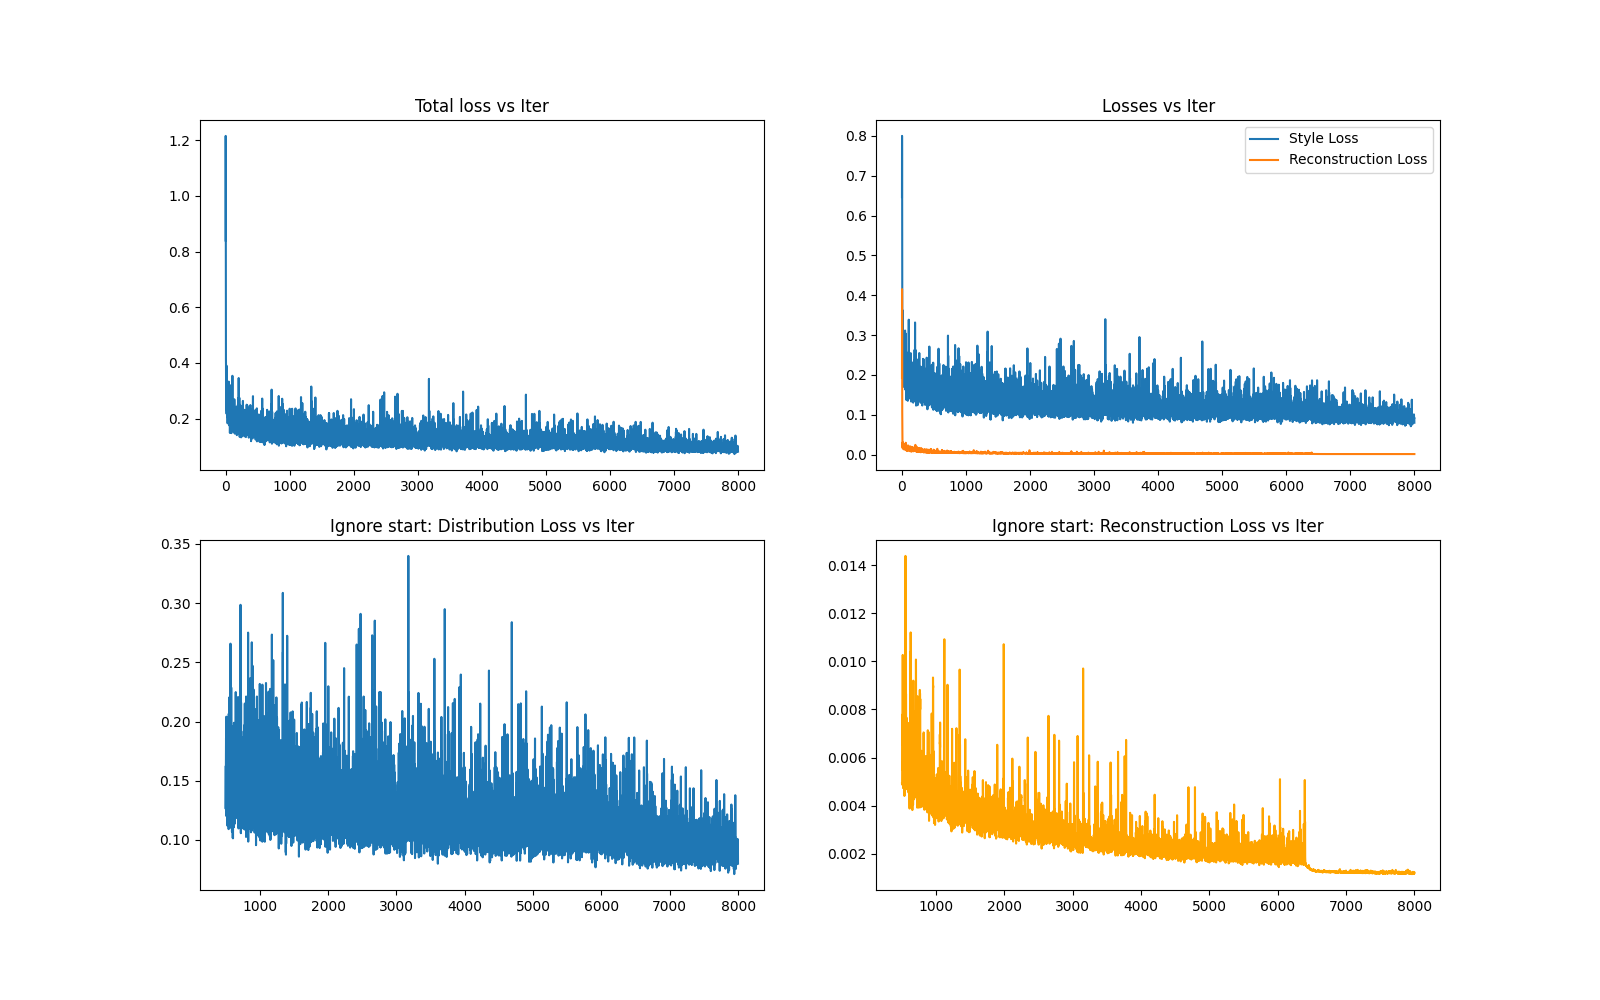 Total loss vs Iter
1.2
1.0
0.8
0.6
0.4
0.2
0 1000 2000 3000 4000 5000 6000 7000 8000
Losses vs Iter
Style Loss
Reconstruction Loss
0.8
0.7
0.6
0.5
0.4
0.3
0.2
0.1
0.0
0 1000 2000 3000 4000 5000 6000 7000 8000
Ignore start: Distribution Loss vs Iter
0.35
0.30
0.25
0.20
0.15
0.10
1000 2000 3000 4000 5000 6000 7000 8000
Ignore start: Reconstruction Loss vs Iter
0.014
0.012
0.010
0.008
0.006
0.004
0.002
1000 2000 3000 4000 5000 6000 7000 8000